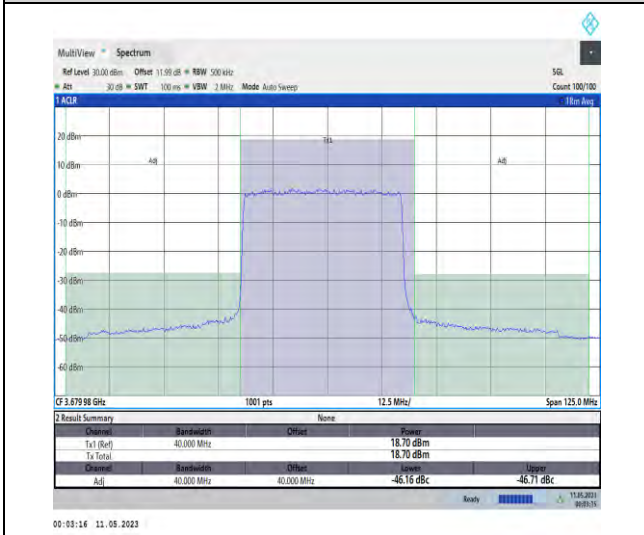 MultiView Spectrum
Ref Level 30.00 dBm Offset 11.99 dB RBW 500 kHz SGL
Att 30 dB SWT 100 ms VBW 2 MHz Mode Auto Sweep Count 100/100
1 ACLR 1Rm Avg
Tx1
20 dBm
Adj Adj
10 dBm
0 dBm
-10 dBm
-20 dBm
-30 dBm
-40 dBm
-50 dBm
-60 dBm
CF 3.679 98 GHz 1001 pts 12.5 MHz/ Span 125.0 MHz
2 Result Summary None
Channel Bandwidth Offset Power
Tx1 (Ref) 40.000 MHz 18.70 dBm
Tx Total 18.70 dBm
Channel Bandwidth Offset Lower Upper
Adj 40.000 MHz 40.000 MHz -46.16 dBc -46.71 dBc
Ready 11.05.2023
00:03:16 11.05.2023